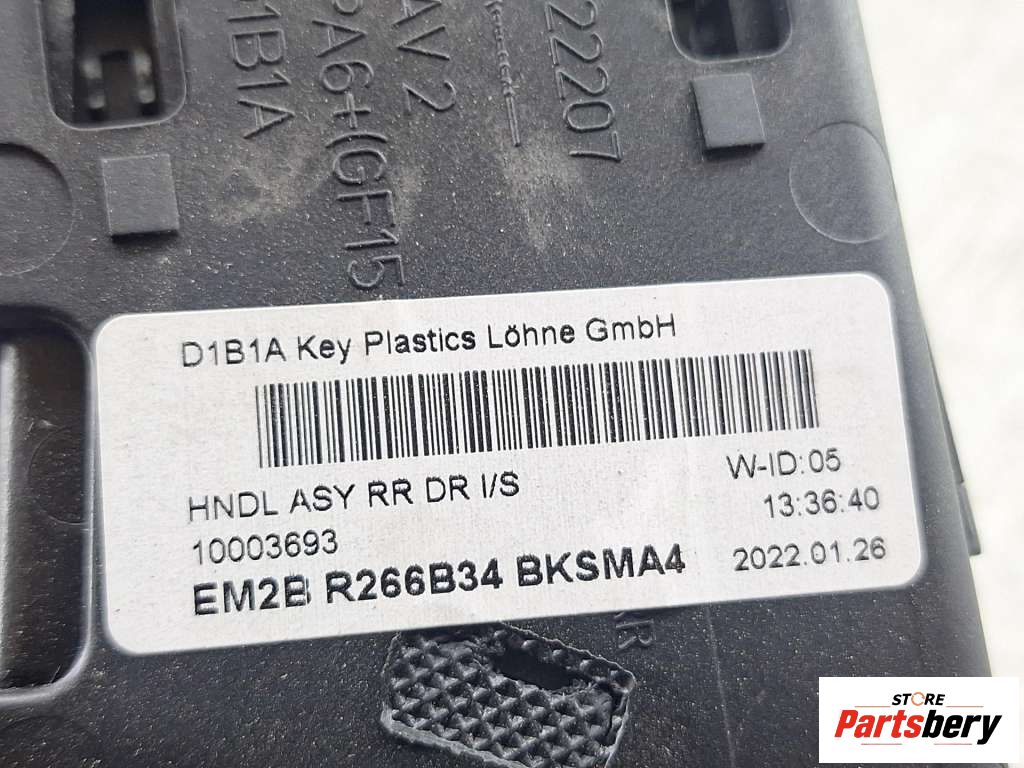 22207
AV 2
PA6+(GF15
D1B1A
D1B1A Key Plastics Löhne GmbH
HNDL ASY RR DR I/S
W-ID:05
10003693
13:36:40
EM2B R266B34 BKSMA4
2022.01.26
STORE
Partsbery